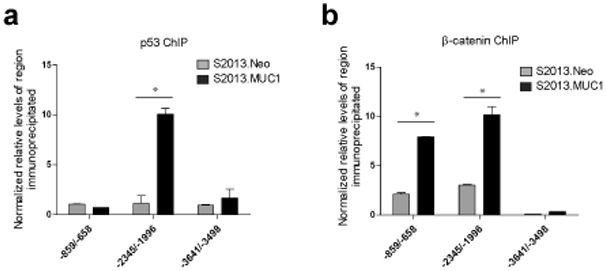 a
p53 ChIP
S2013.Neo
S2013.MUC1
Normalized relative levels of region
immunoprecipitated
15
10
5
0
*
-859/-658
-2345/-1996
-3641/-3498
b
β-catenin ChIP
S2013.Neo
S2013.MUC1
Normalized relative levels of region
immunoprecipitated
15
10
5
0
*
*
-859/-658
-2345/-1996
-3641/-3498